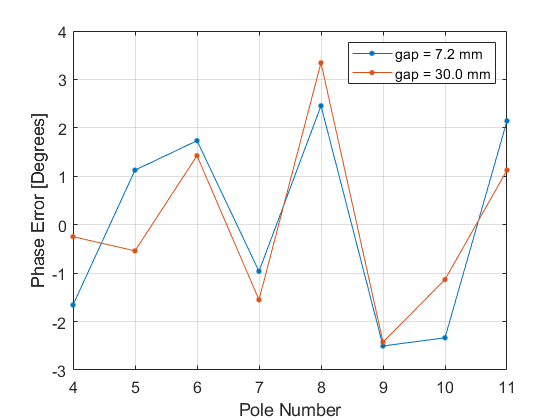 4
3
2
1
0
-1
-2
-3
Phase Error [Degrees]
gap = 7.2 mm
gap = 30.0 mm
4 5 6 7 8 9 10 11
Pole Number